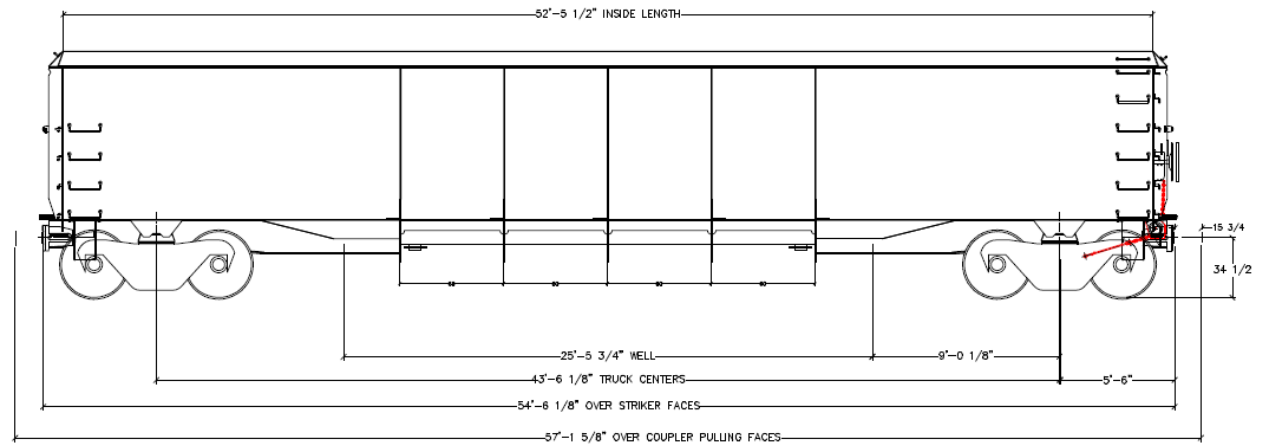 52'-5 1/2" INSIDE LENGTH
15 3/4
34 1/2
25'-5 3/4" WELL
9'-0 1/8"
43'-6 1/8" TRUCK CENTERS
5'-6"
54'-6 1/8" OVER STRIKER FACES
57'-1 5/8" OVER COUPLER PULLING FACES